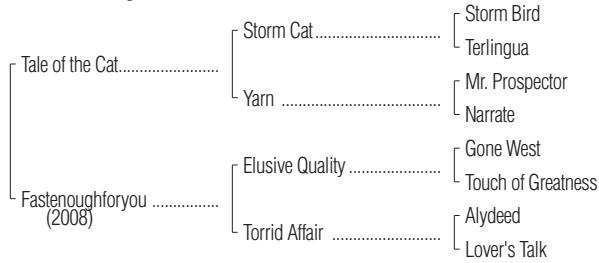 Storm Bird
Storm Cat
Terlingua
Tale of the Cat
Mr. Prospector
Yarn
Narrate
Gone West
Elusive Quality
Touch of Greatness
Fastenoughforyou
(2008)
Alydeed
Torrid Affair
Lover's Talk